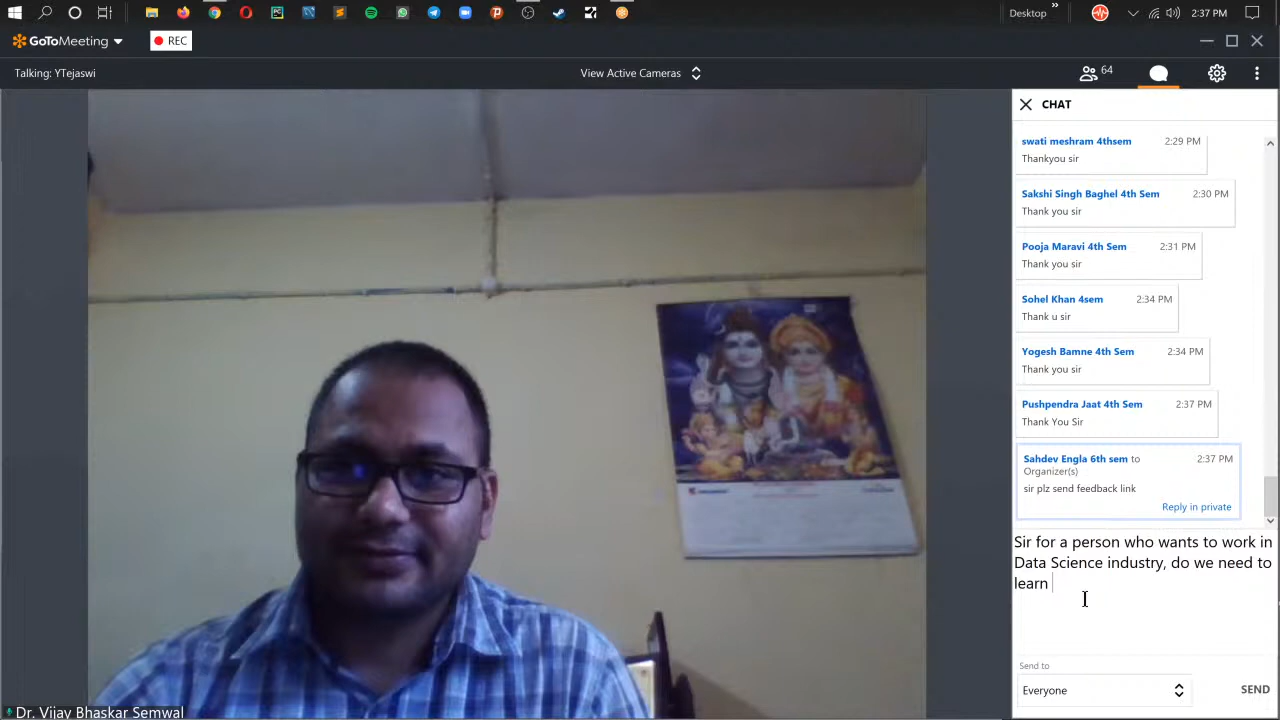 Desktop
2:37 PM
GoToMeeting
REC
Talking: YTejaswi
View Active Cameras
64
CHAT
swati meshram 4thsem 2:29 PM
Thankyou sir
Sakshi Singh Baghel 4th Sem 2:30 PM
Thank you sir
Pooja Maravi 4th Sem 2:31 PM
Thank you sir
Sohel Khan 4sem 2:34 PM
Thank u sir
Yogesh Bamne 4th Sem 2:34 PM
Thank you sir
Pushpendra Jaat 4th Sem 2:37 PM
Thank You Sir
Sahdev Engla 6th sem to 2:37 PM
Organizer(s)
sir plz send feedback link
Reply in private
Sir for a person who wants to work in
Data Science industry, do we need to
learn
Send to
Everyone
SEND
Dr. Vijay Bhaskar Semwal